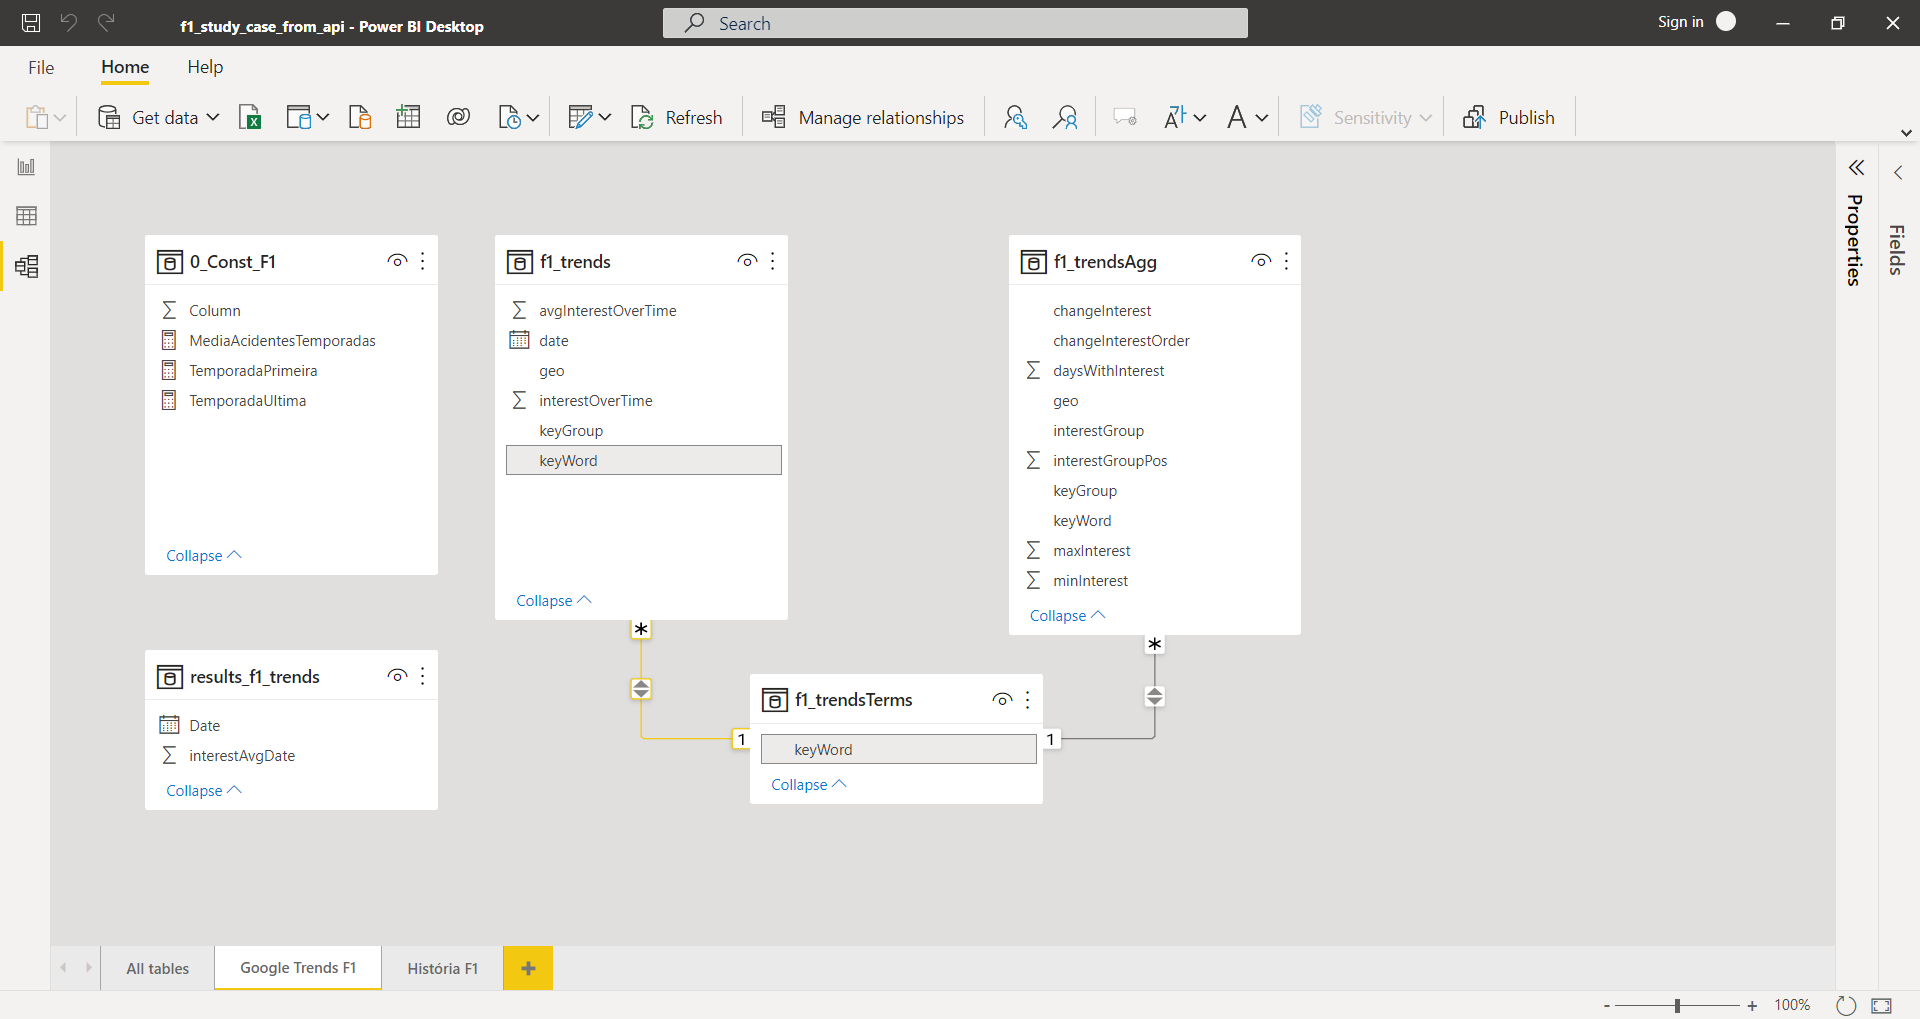 f1_study_case_from_api - Power BI Desktop
Search
Sign in
File
Home
Help
Get data
Refresh
Manage relationships
Sensitivity
Publish
0_Const_F1
Column
MediaAcidentesTemporadas
TemporadaPrimeira
TemporadaUltima
Collapse
f1_trends
avgInterestOverTime
date
geo
interestOverTime
keyGroup
keyWord
Collapse
f1_trendsAgg
changeInterest
changeInterestOrder
daysWithInterest
geo
interestGroup
interestGroupPos
keyGroup
keyWord
maxInterest
minInterest
Collapse
results_f1_trends
Date
interestAvgDate
Collapse
f1_trendsTerms
keyWord
Collapse
*
1
1
*
Properties
Fields
All tables
Google Trends F1
História F1
+
- + 100%